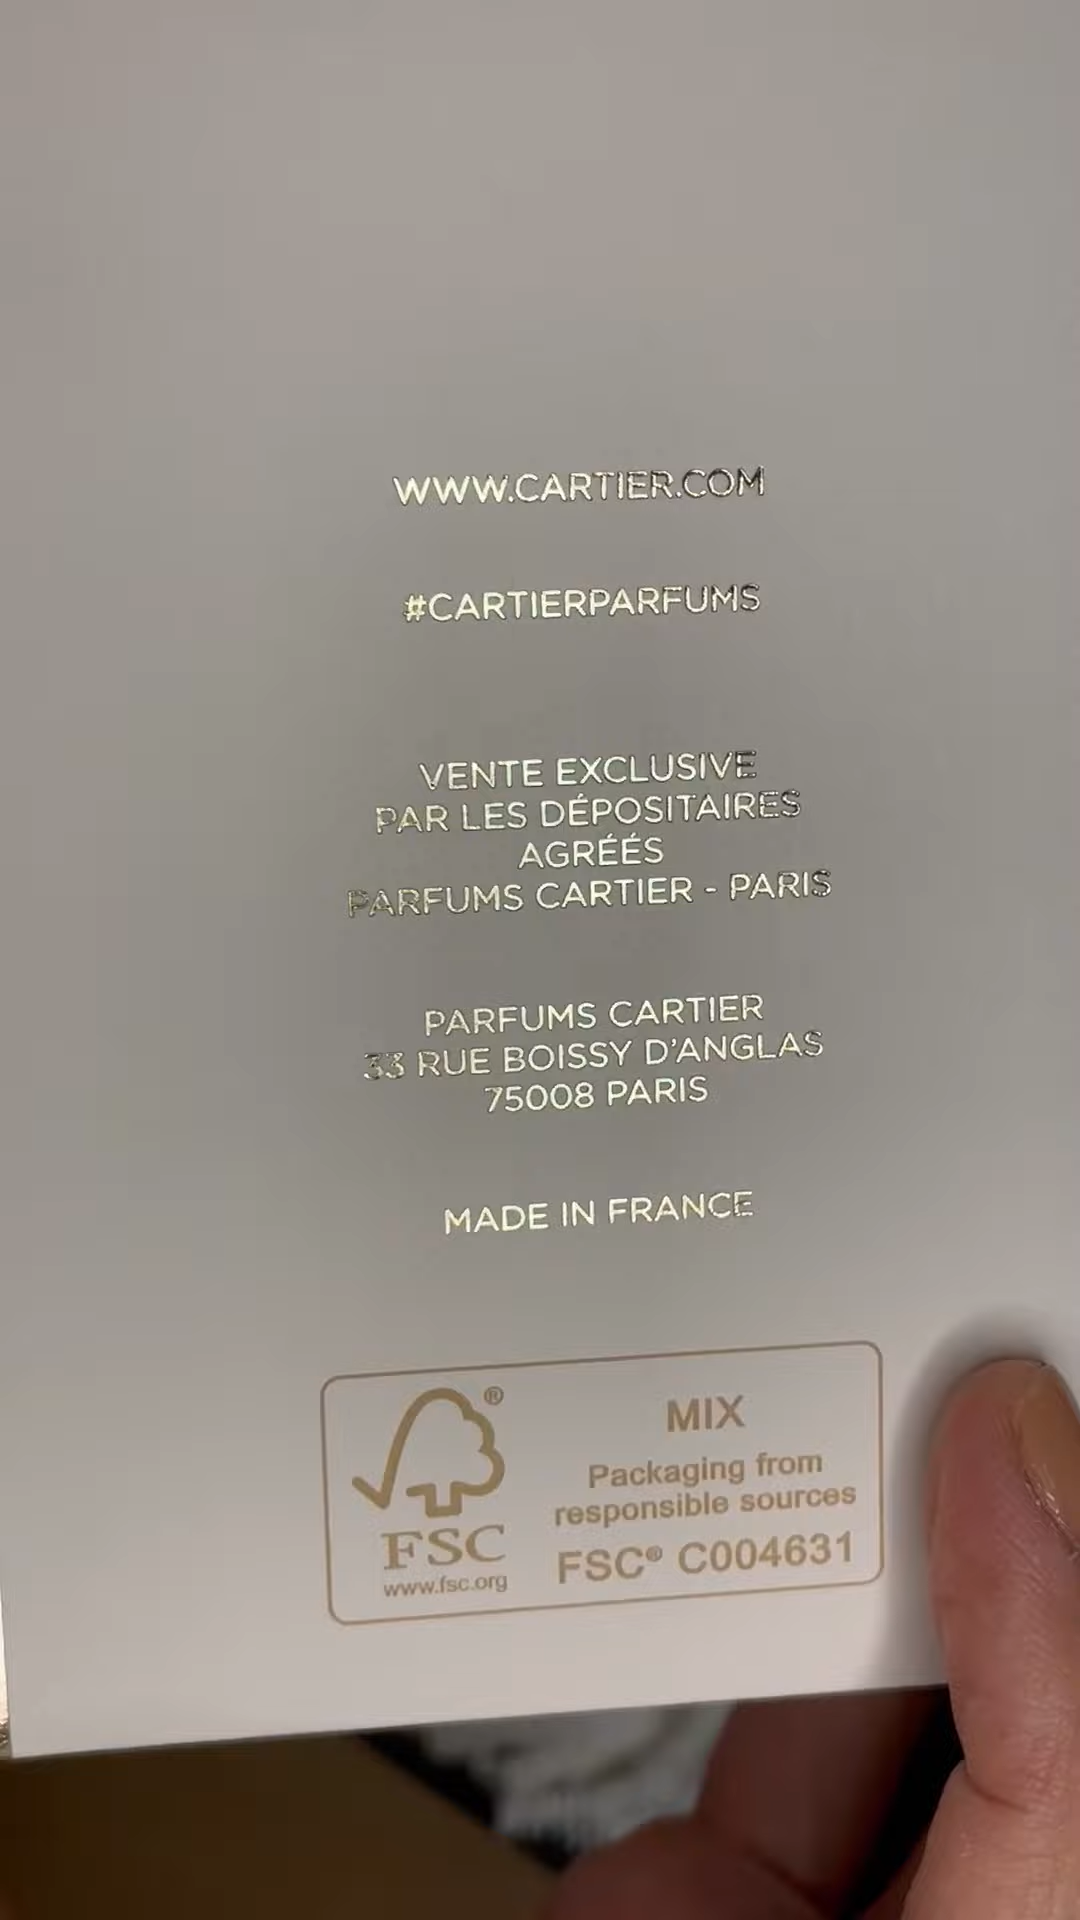 WWW.CARTIER.COM
#CARTIERPARFUMS
VENTE EXCLUSIVE
PAR LES DÉPOSITAIRES
AGRÉÉS
PARFUMS CARTIER - PARIS
PARFUMS CARTIER
33 RUE BOISSY D'ANGLAS
75008 PARIS
MADE IN FRANCE
®
FSC
www.fsc.org
MIX
Packaging from
responsible sources
FSC® C004631